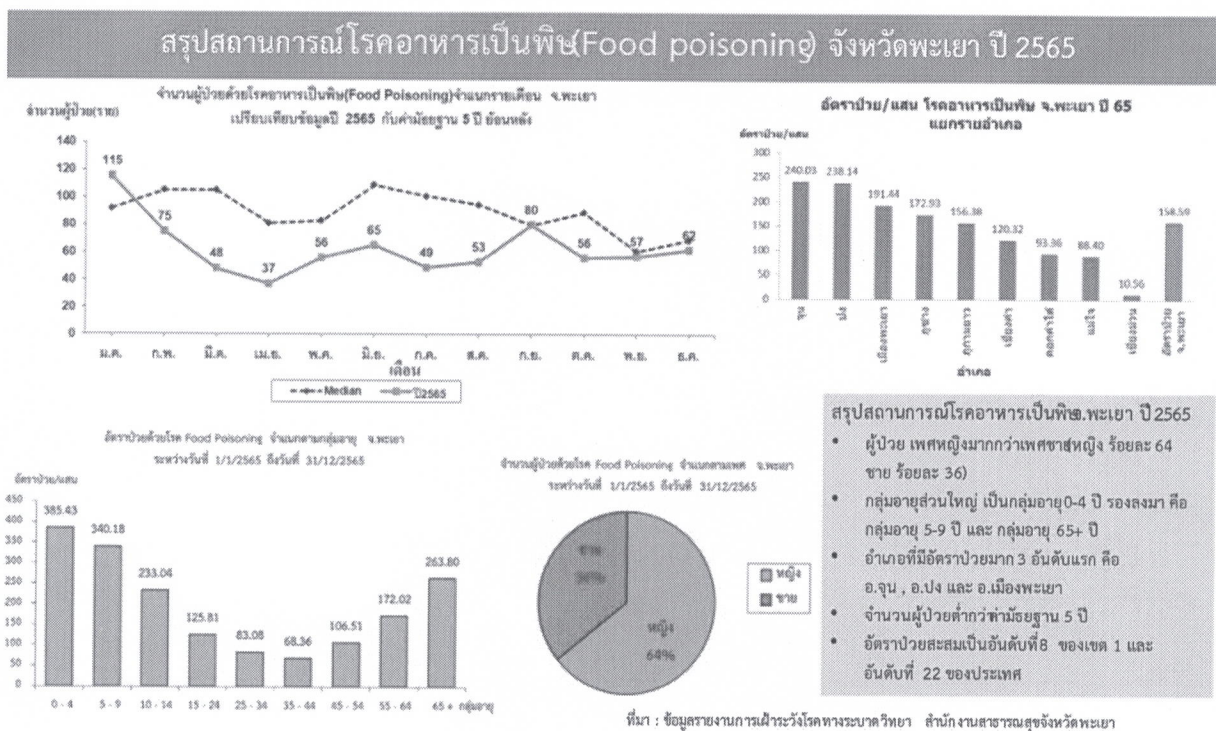 สรุปสถานการณ์โรคอาหารเป็นพิษ(Food poisoning) จังหวัดพะเยา ปี 2565
จำนวนผู้ป่วยด้วยโรคอาหารเป็นพิษ(Food Poisoning)จำแนกรายเดือน จ.พะเยา
เปรียบเทียบข้อมูลปี 2565 กับค่ามัธยฐาน 5 ปี ย้อนหลัง
จำนวนผู้ป่วย(ราย)
140
120
100
80
60
40
20
0
115 75 48 37 56 65 49 53 80 56 57 62
ม.ค. ก.พ. มี.ค. เม.ย. พ.ค. มิ.ย. ก.ค. ส.ค. ก.ย. ต.ค. พ.ย. ธ.ค.
เดือน
Median ปี2565
อัตราป่วย/แสน โรคอาหารเป็นพิษ จ.พะเยา ปี 65
แยกรายอำเภอ
อัตราป่วย/แสน
300
250
200
150
100
50
0
240.03 238.14 191.44 172.93 156.38 120.32 93.36 88.40 10.56 158.59
จุน ปง เมืองพะเยา ภูซาง ภูกามยาว เชียงคำ ดอกคำใต้ แม่ใจ เชียงม่วน อัตราป่วย จ.พะเยา
อำเภอ
อัตราป่วยด้วยโรค Food Poisoning จำแนกตามกลุ่มอายุ จ.พะเยา
ระหว่างวันที่ 1/1/2565 ถึงวันที่ 31/12/2565
อัตราป่วย/แสน
450
400
350
300
250
200
150
100
50
0
385.43 340.18 233.04 125.81 83.08 68.36 106.51 172.02 263.80
0 - 4 5 - 9 10 - 14 15 - 24 25 - 34 35 - 44 45 - 54 55 - 64 65 + กลุ่มอายุ
จำนวนผู้ป่วยด้วยโรค Food Poisoning จำแนกตามเพศ จ.พะเยา
ระหว่างวันที่ 1/1/2565 ถึงวันที่ 31/12/2565
ชาย
36%
หญิง
64%
หญิง
ชาย
สรุปสถานการณ์โรคอาหารเป็นพิษจ.พะเยา ปี 2565
• ผู้ป่วย เพศหญิงมากกว่าเพศชาย(หญิง ร้อยละ 64
ชาย ร้อยละ 36)
• กลุ่มอายุส่วนใหญ่ เป็นกลุ่มอายุ0-4 ปี รองลงมา คือ
กลุ่มอายุ 5-9 ปี และ กลุ่มอายุ 65+ ปี
• อำเภอที่มีอัตราป่วยมาก 3 อันดับแรก คือ
อ.จุน , อ.ปง และ อ.เมืองพะเยา
• จำนวนผู้ป่วยต่ำกว่าค่ามัธยฐาน 5 ปี
• อัตราป่วยสะสมเป็นอันดับที่8 ของเขต 1 และ
อันดับที่ 22 ของประเทศ
ที่มา : ข้อมูลรายงานการเฝ้าระวังโรคทางระบาดวิทยา สำนักงานสาธารณสุขจังหวัดพะเยา